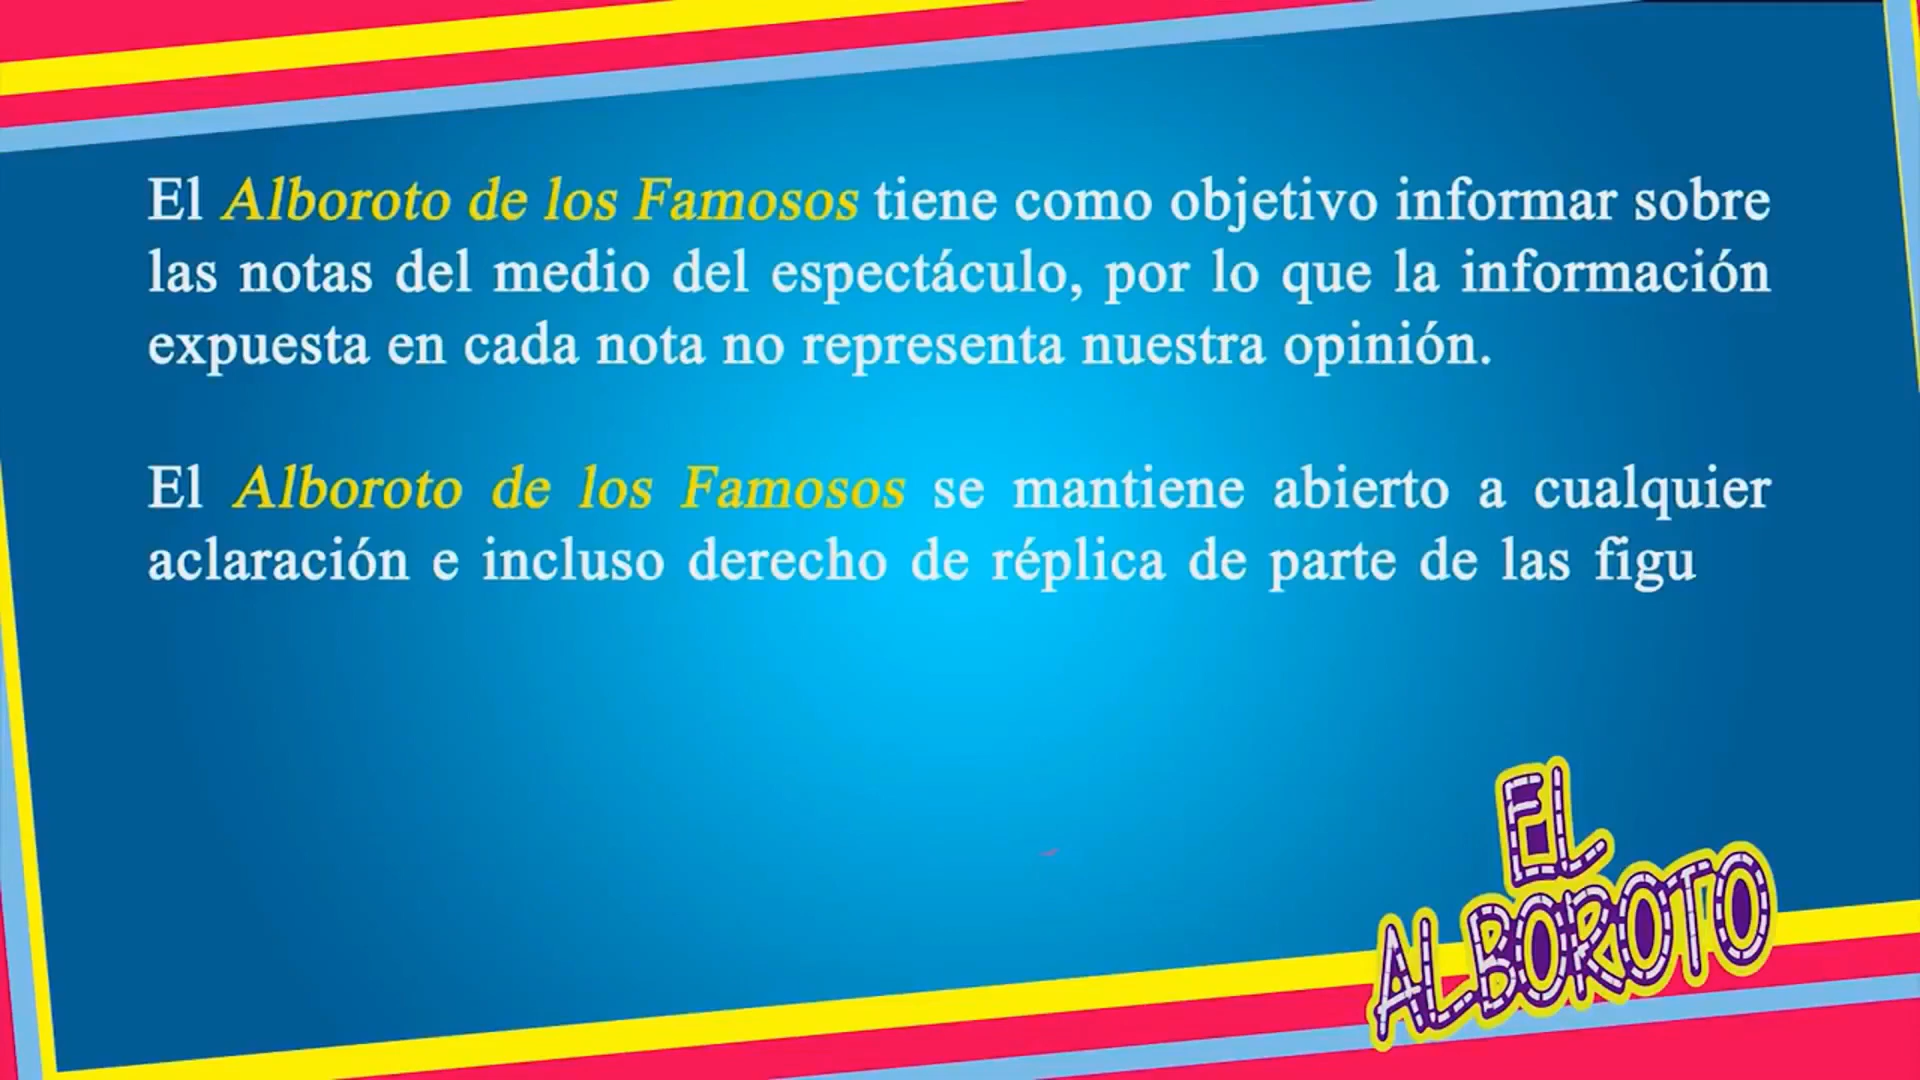 El Alboroto de los Famosos tiene como objetivo informar sobre
las notas del medio del espectáculo, por lo que la información
expuesta en cada nota no representa nuestra opinión.
El Alboroto de los Famosos se mantiene abierto a cualquier
aclaración e incluso derecho de réplica de parte de las figu
EL
ALBOROTO